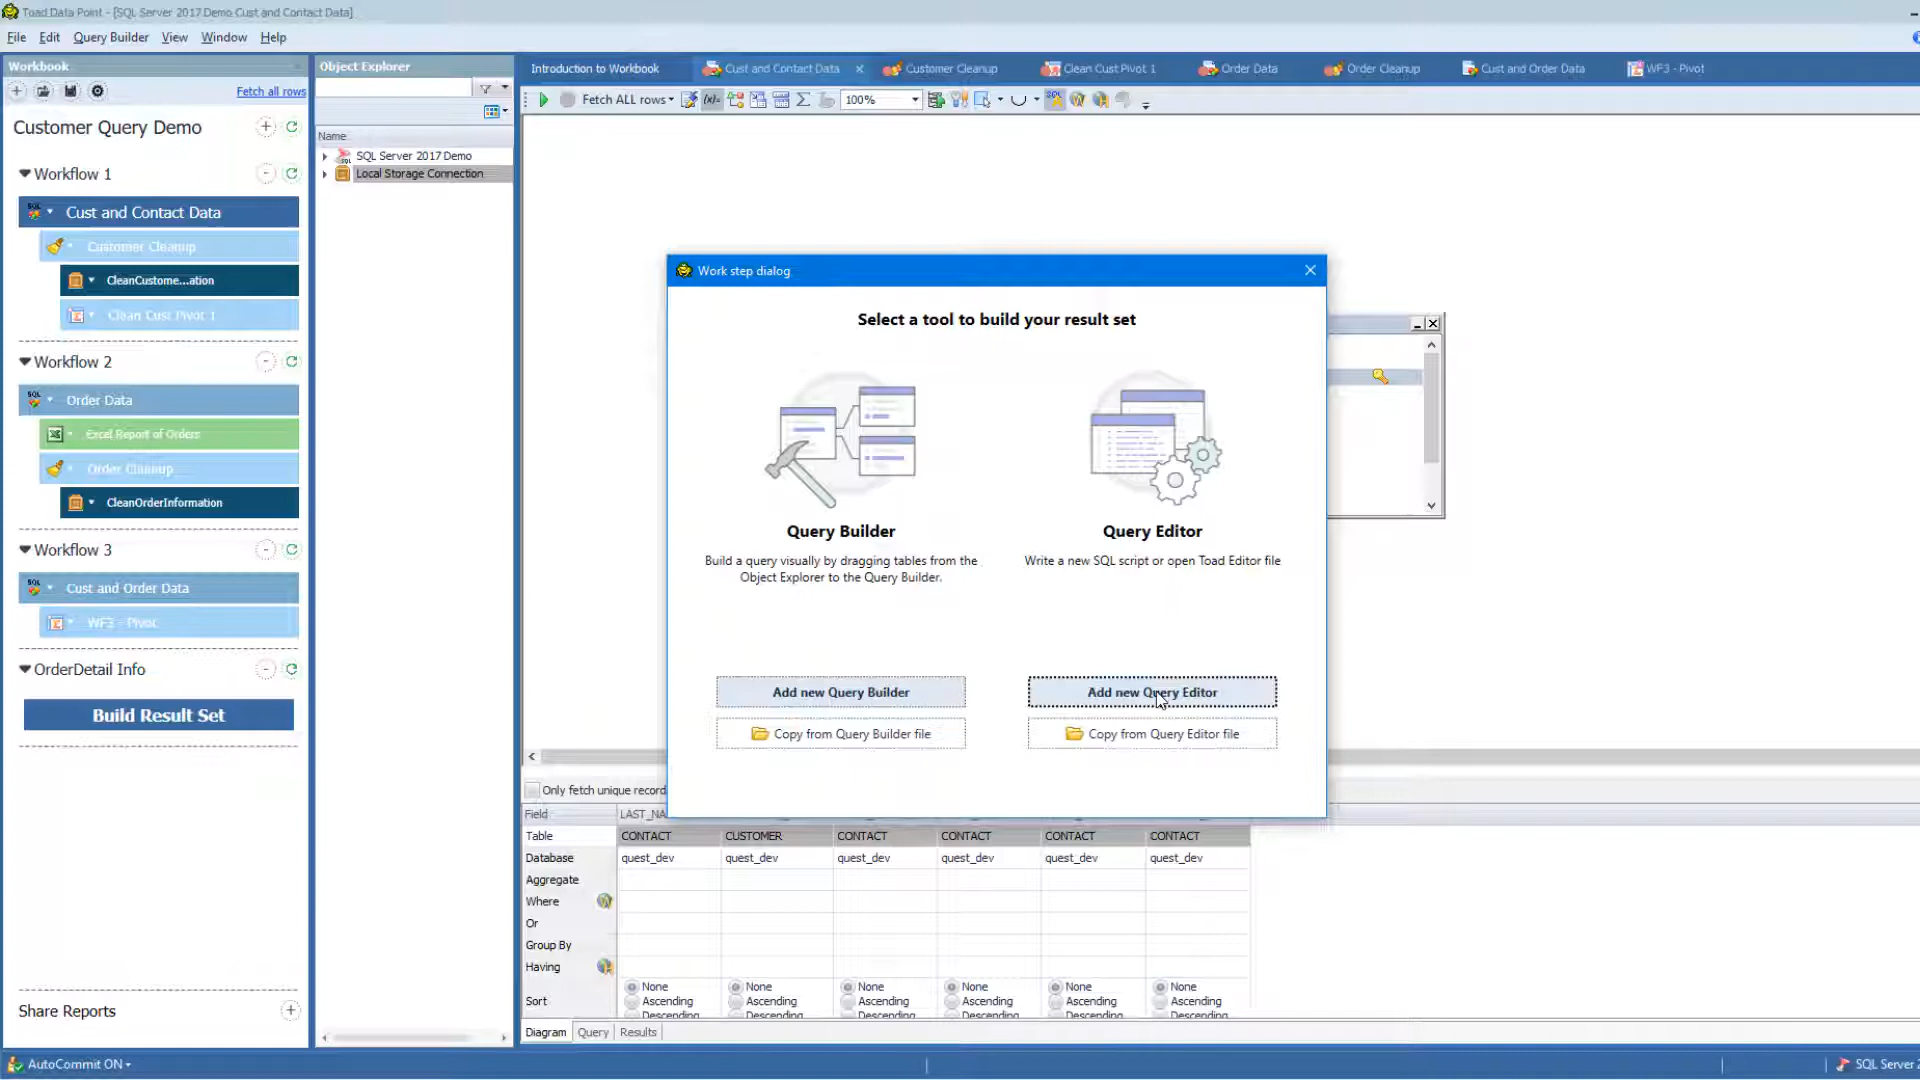 Toad Data Point - [SQL Server 2017 Demo Cust and Contact Data]
File Edit Query Builder View Window Help
Workbook
Fetch all rows
Customer Query Demo
Workflow 1
Cust and Contact Data
Customer Cleanup
CleanCustome...ation
Clean Cust Pivot 1
Workflow 2
Order Data
Excel Report of Orders
Order Cleanup
CleanOrderInformation
Workflow 3
Cust and Order Data
WF3 - Pivot
OrderDetail Info
Build Result Set
Share Reports
Object Explorer
Name
SQL Server 2017 Demo
Local Storage Connection
Introduction to Workbook Cust and Contact Data Customer Cleanup Clean Cust Pivot 1 Order Data Order Cleanup Cust and Order Data WF3 - Pivot
Fetch ALL rows 100%
Work step dialog
Select a tool to build your result set
Query Builder
Build a query visually by dragging tables from the
Object Explorer to the Query Builder.
Add new Query Builder
Copy from Query Builder file
Query Editor
Write a new SQL script or open Toad Editor file
Add new Query Editor
Copy from Query Editor file
Only fetch unique record
Field LAST_NA
Table CONTACT CUSTOMER CONTACT CONTACT CONTACT CONTACT
Database quest_dev quest_dev quest_dev quest_dev quest_dev quest_dev
Aggregate
Where
Or
Group By
Having
None None None None None None
Sort Ascending Ascending Ascending Ascending Ascending Ascending
Descending Descending Descending Descending Descending Descending
Diagram Query Results
AutoCommit ON
SQL Server 2